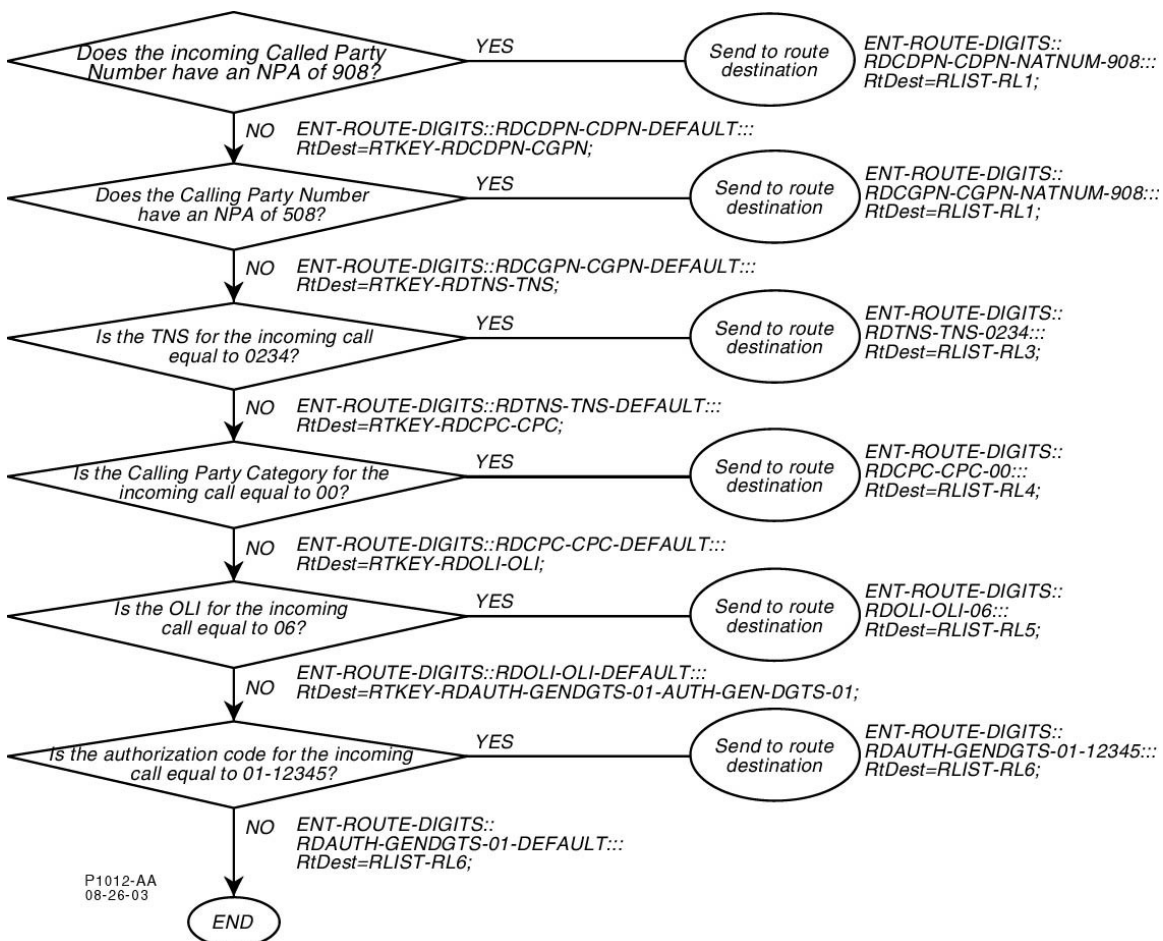 Does the incoming Called Party
Number have an NPA of 908?
YES
Send to route
destination
ENT-ROUTE-DIGITS::
RDCDPN-CDPN-NATNUM-908:::
RtDest=RLIST-RL1;
NO
ENT-ROUTE-DIGITS::RDCDPN-CDPN-DEFAULT:::
RtDest=RTKEY-RDCDPN-CGPN;
Does the Calling Party Number
have an NPA of 508?
YES
Send to route
destination
ENT-ROUTE-DIGITS::
RDCGPN-CGPN-NATNUM-908:::
RtDest=RLIST-RL1;
NO
ENT-ROUTE-DIGITS::RDCGPN-CGPN-DEFAULT:::
RtDest=RTKEY-RDTNS-TNS;
Is the TNS for the incoming call
equal to 0234?
YES
Send to route
destination
ENT-ROUTE-DIGITS::
RDTNS-TNS-0234:::
RtDest=RLIST-RL3;
NO
ENT-ROUTE-DIGITS::RDTNS-TNS-DEFAULT:::
RtDest=RTKEY-RDCPC-CPC;
Is the Calling Party Category for the
incoming call equal to 00?
YES
Send to route
destination
ENT-ROUTE-DIGITS::
RDCPC-CPC-00:::
RtDest=RLIST-RL4;
NO
ENT-ROUTE-DIGITS::RDCPC-CPC-DEFAULT:::
RtDest=RTKEY-RDOLI-OLI;
Is the OLI for the incoming
call equal to 06?
YES
Send to route
destination
ENT-ROUTE-DIGITS::
RDOLI-OLI-06:::
RtDest=RLIST-RL5;
NO
ENT-ROUTE-DIGITS::RDOLI-OLI-DEFAULT:::
RtDest=RTKEY-RDAUTH-GENDGTS-01-AUTH-GEN-DGTS-01;
Is the authorization code for the incoming
call equal to 01-12345?
YES
Send to route
destination
ENT-ROUTE-DIGITS::
RDAUTH-GENDGTS-01-12345:::
RtDest=RLIST-RL6;
NO
ENT-ROUTE-DIGITS::
RDAUTH-GENDGTS-01-DEFAULT:::
RtDest=RLIST-RL6;
P1012-AA
08-26-03
END